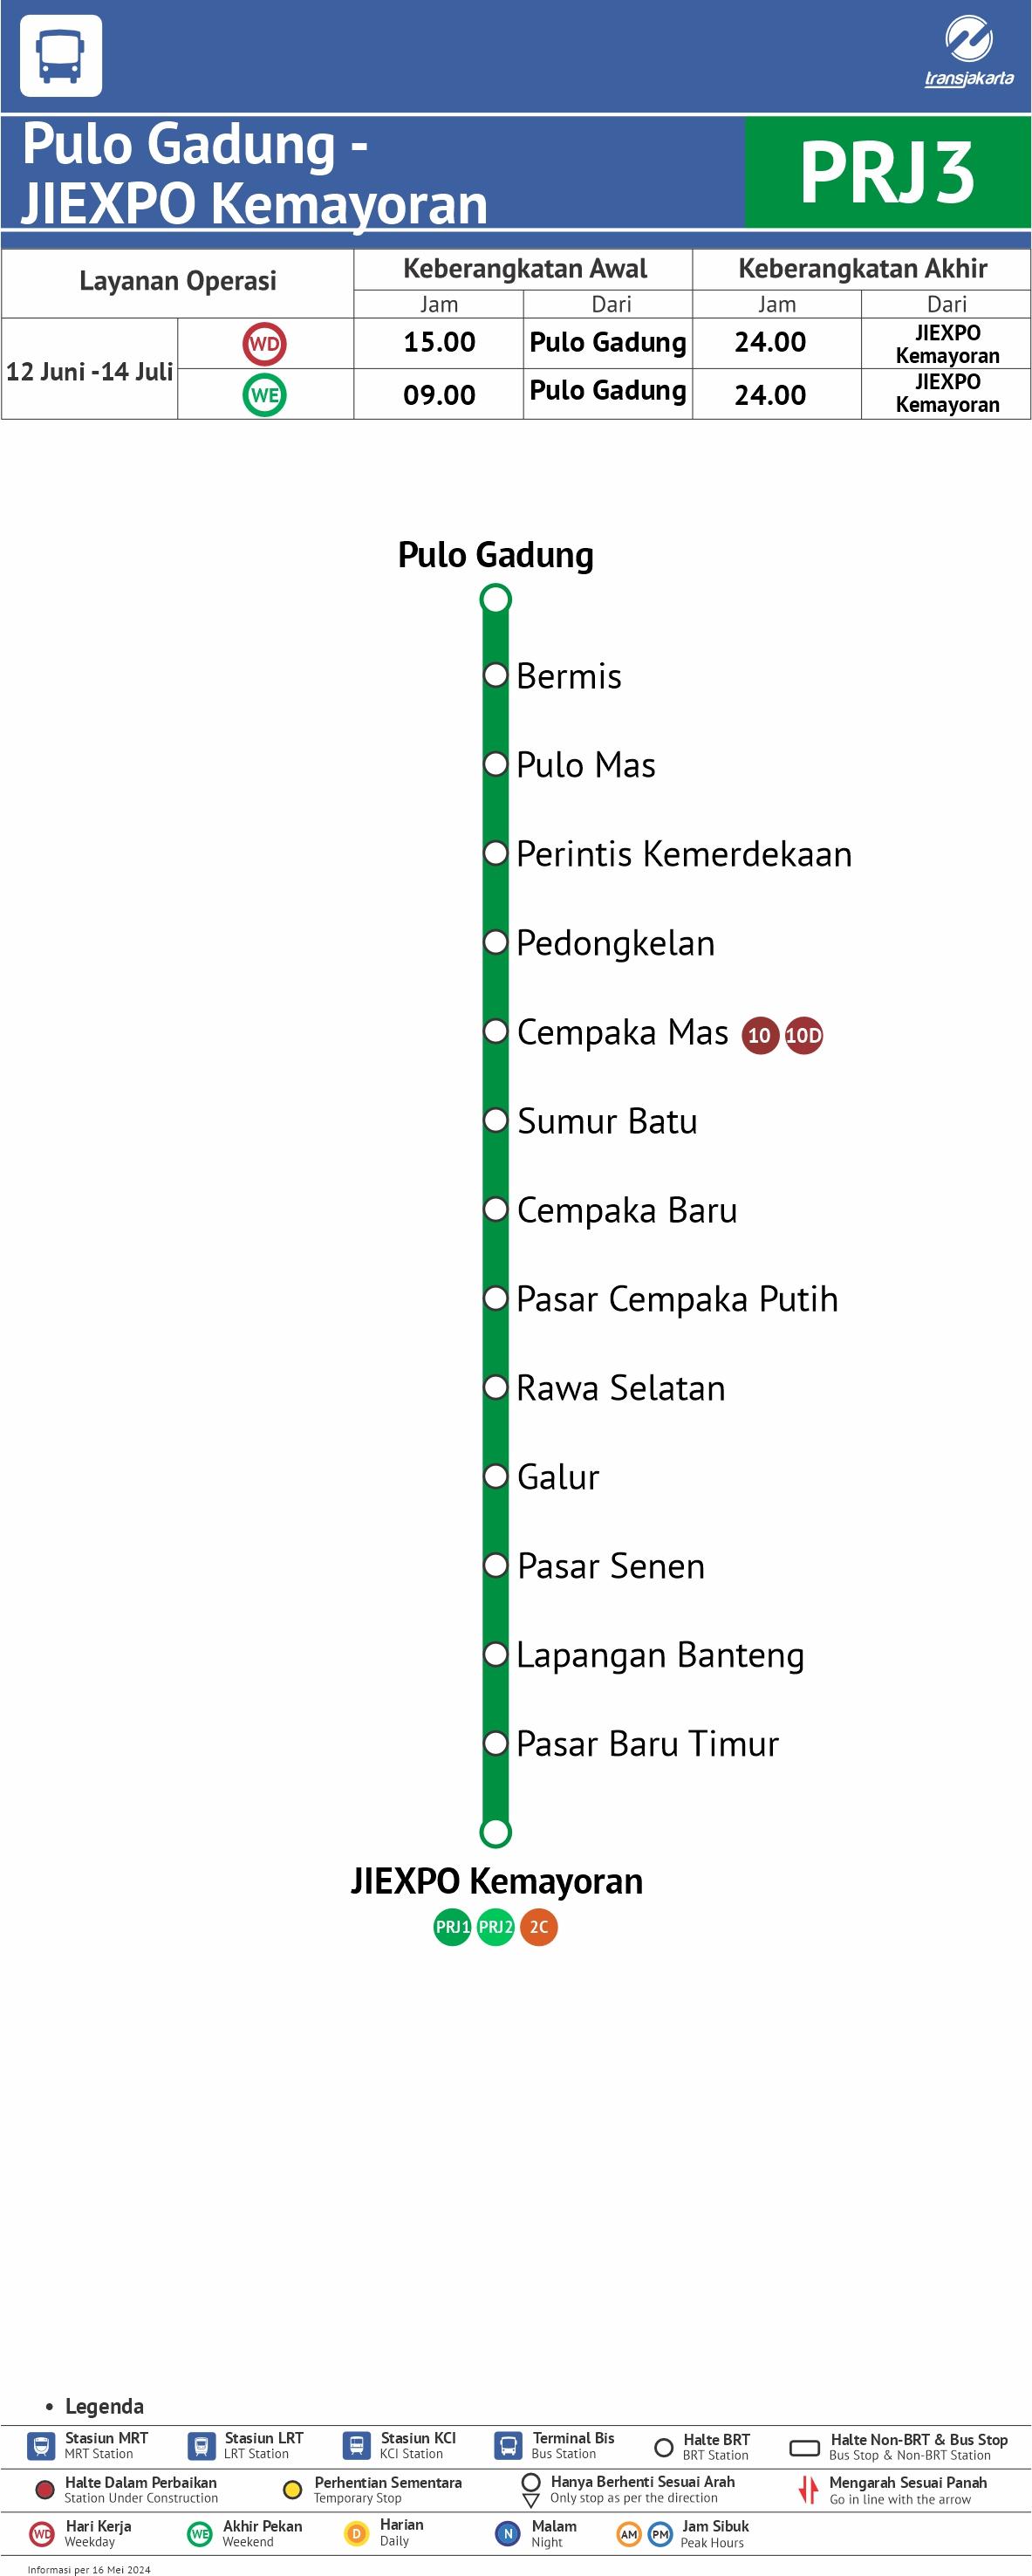 transjakarta
Pulo Gadung -
JIEXPO Kemayoran
PRJ3
Layanan Operasi
Keberangkatan Awal
Keberangkatan Akhir
Jam
Dari
Jam
Dari
12 Juni -14 Juli
WD
15.00
Pulo Gadung
24.00
JIEXPO
Kemayoran
WE
09.00
Pulo Gadung
24.00
JIEXPO
Kemayoran
Pulo Gadung
Bermis
Pulo Mas
Perintis Kemerdekaan
Pedongkelan
Cempaka Mas 10 10D
Sumur Batu
Cempaka Baru
Pasar Cempaka Putih
Rawa Selatan
Galur
Pasar Senen
Lapangan Banteng
Pasar Baru Timur
JIEXPO Kemayoran
PRJ1 PRJ2 2C
• Legenda
Stasiun MRT
MRT Station
Stasiun LRT
LRT Station
Stasiun KCI
KCI Station
Terminal Bis
Bus Station
Halte BRT
BRT Station
Halte Non-BRT & Bus Stop
Bus Stop & Non-BRT Station
Halte Dalam Perbaikan
Station Under Construction
Perhentian Sementara
Temporary Stop
Hanya Berhenti Sesuai Arah
Only stop as per the direction
Mengarah Sesuai Panah
Go in line with the arrow
WD
Hari Kerja
Weekday
WE
Akhir Pekan
Weekend
D
Harian
Daily
N
Malam
Night
AM PM
Jam Sibuk
Peak Hours
Informasi per 16 Mei 2024